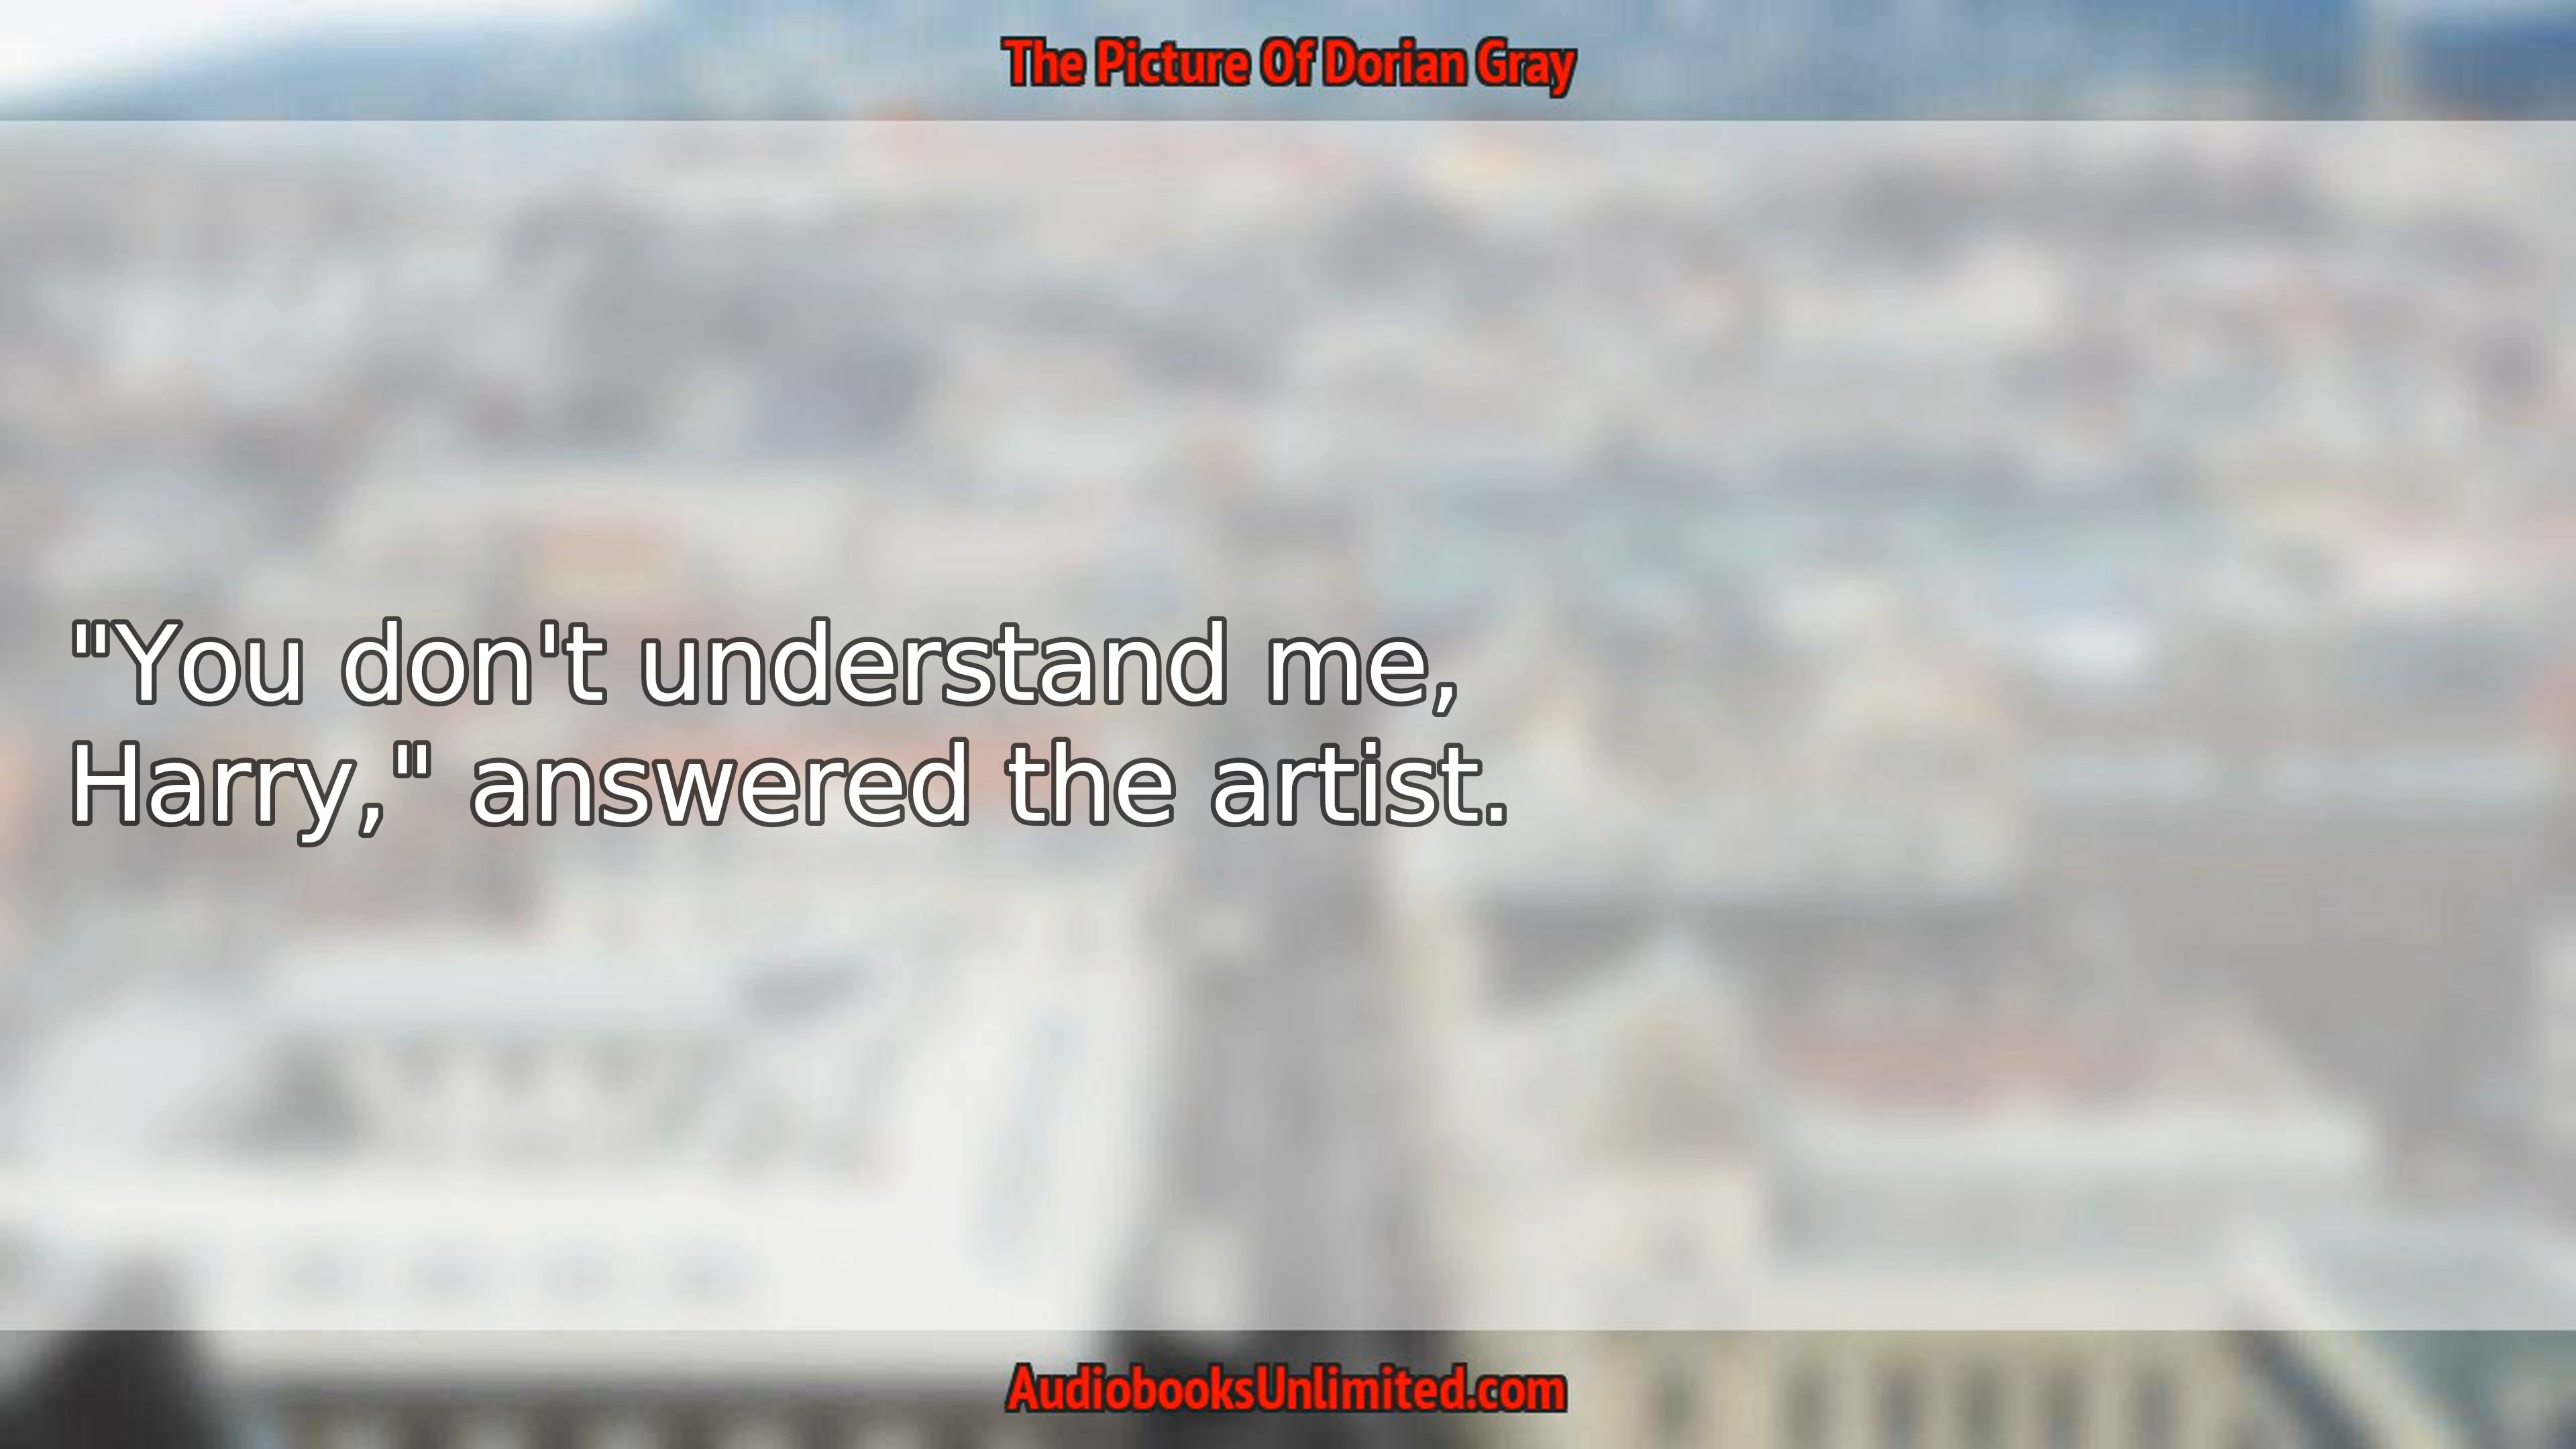 The Picture Of Dorian Gray
"You don't understand me,
Harry," answered the artist.
AudiobooksUnlimited.com